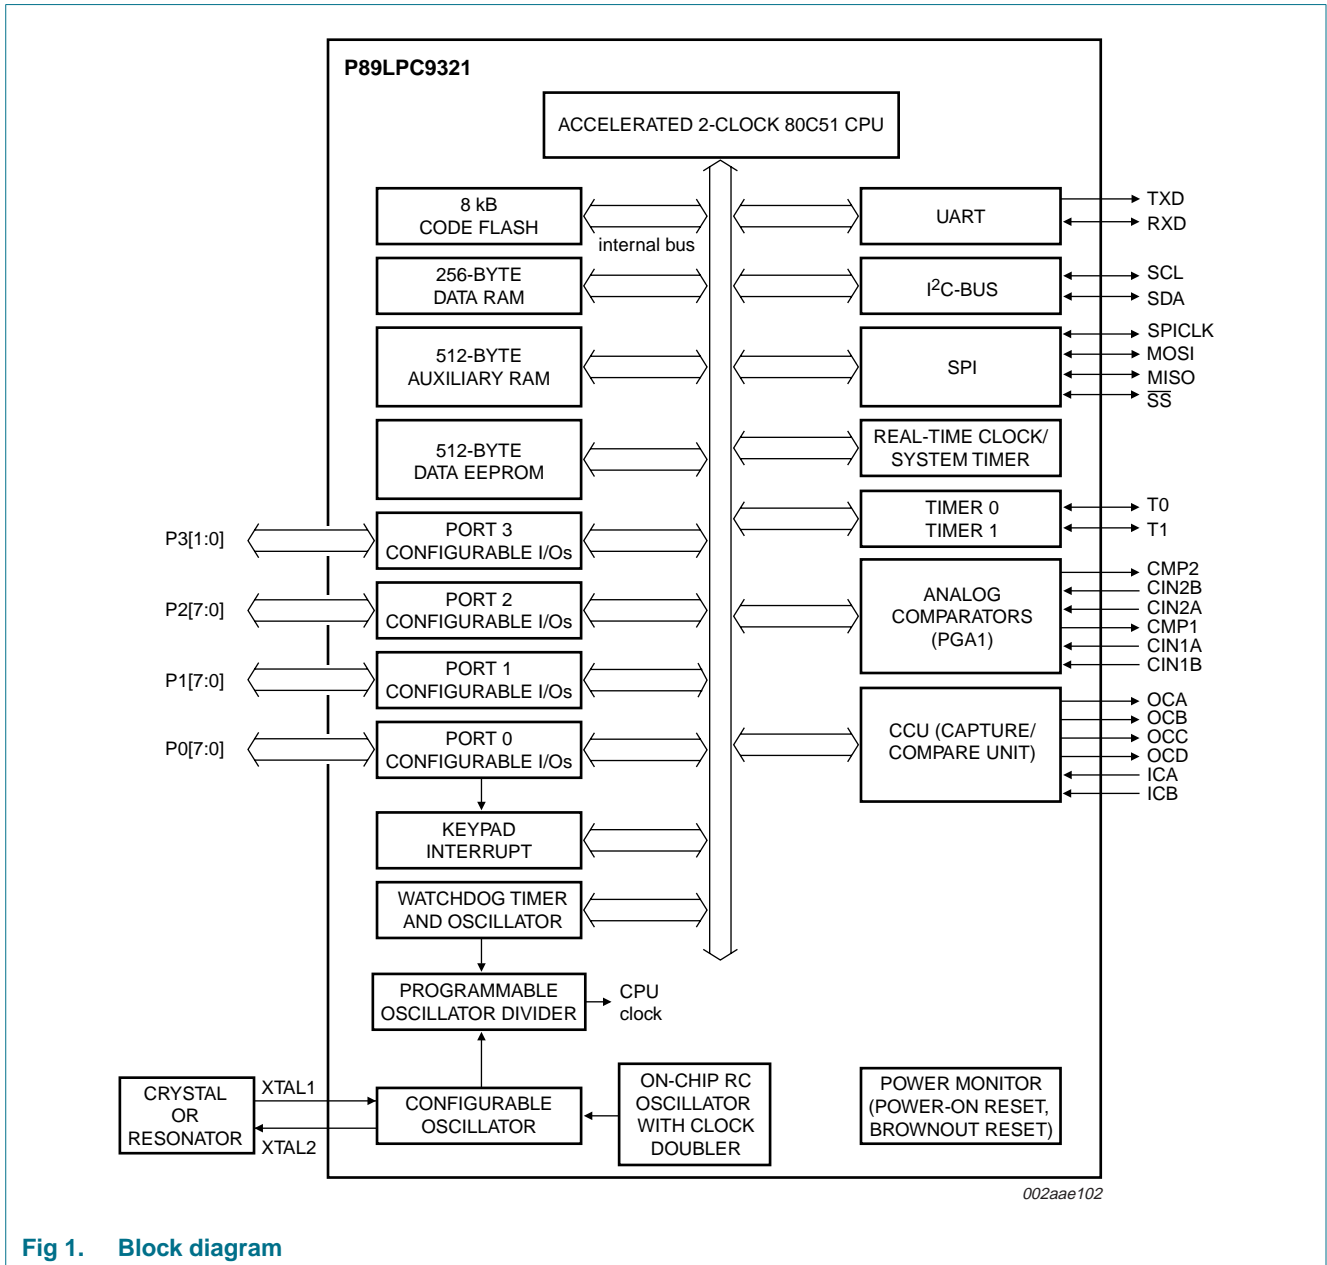 P89LPC9321
ACCELERATED 2-CLOCK 80C51 CPU
8 kB
CODE FLASH
internal bus
256-BYTE
DATA RAM
512-BYTE
AUXILIARY RAM
512-BYTE
DATA EEPROM
P3[1:0]
PORT 3
CONFIGURABLE I/Os
P2[7:0]
PORT 2
CONFIGURABLE I/Os
P1[7:0]
PORT 1
CONFIGURABLE I/Os
P0[7:0]
PORT 0
CONFIGURABLE I/Os
KEYPAD
INTERRUPT
WATCHDOG TIMER
AND OSCILLATOR
PROGRAMMABLE
OSCILLATOR DIVIDER
CPU
clock
CRYSTAL
OR
RESONATOR
XTAL1
XTAL2
CONFIGURABLE
OSCILLATOR
ON-CHIP RC
OSCILLATOR
WITH CLOCK
DOUBLER
UART
TXD
RXD
I2C-BUS
SCL
SDA
SPI
SPICLK
MOSI
MISO
SS
REAL-TIME CLOCK/
SYSTEM TIMER
TIMER 0
TIMER 1
T0
T1
ANALOG
COMPARATORS
(PGA1)
CMP2
CIN2B
CIN2A
CMP1
CIN1A
CIN1B
CCU (CAPTURE/
COMPARE UNIT)
OCA
OCB
OCC
OCD
ICA
ICB
POWER MONITOR
(POWER-ON RESET,
BROWNOUT RESET)
002aae102
Fig 1. Block diagram